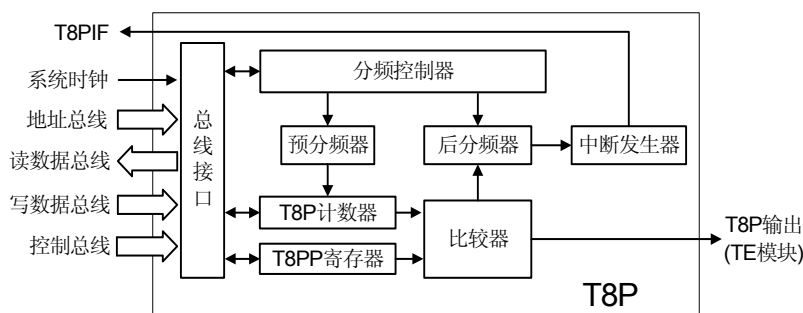 T8PIF
系统时钟
地址总线
读数据总线
写数据总线
控制总线
总线接口
分频控制器
预分频器
后分频器
中断发生器
T8P计数器
T8PP寄存器
比较器
T8P输出
(TE模块)
T8P